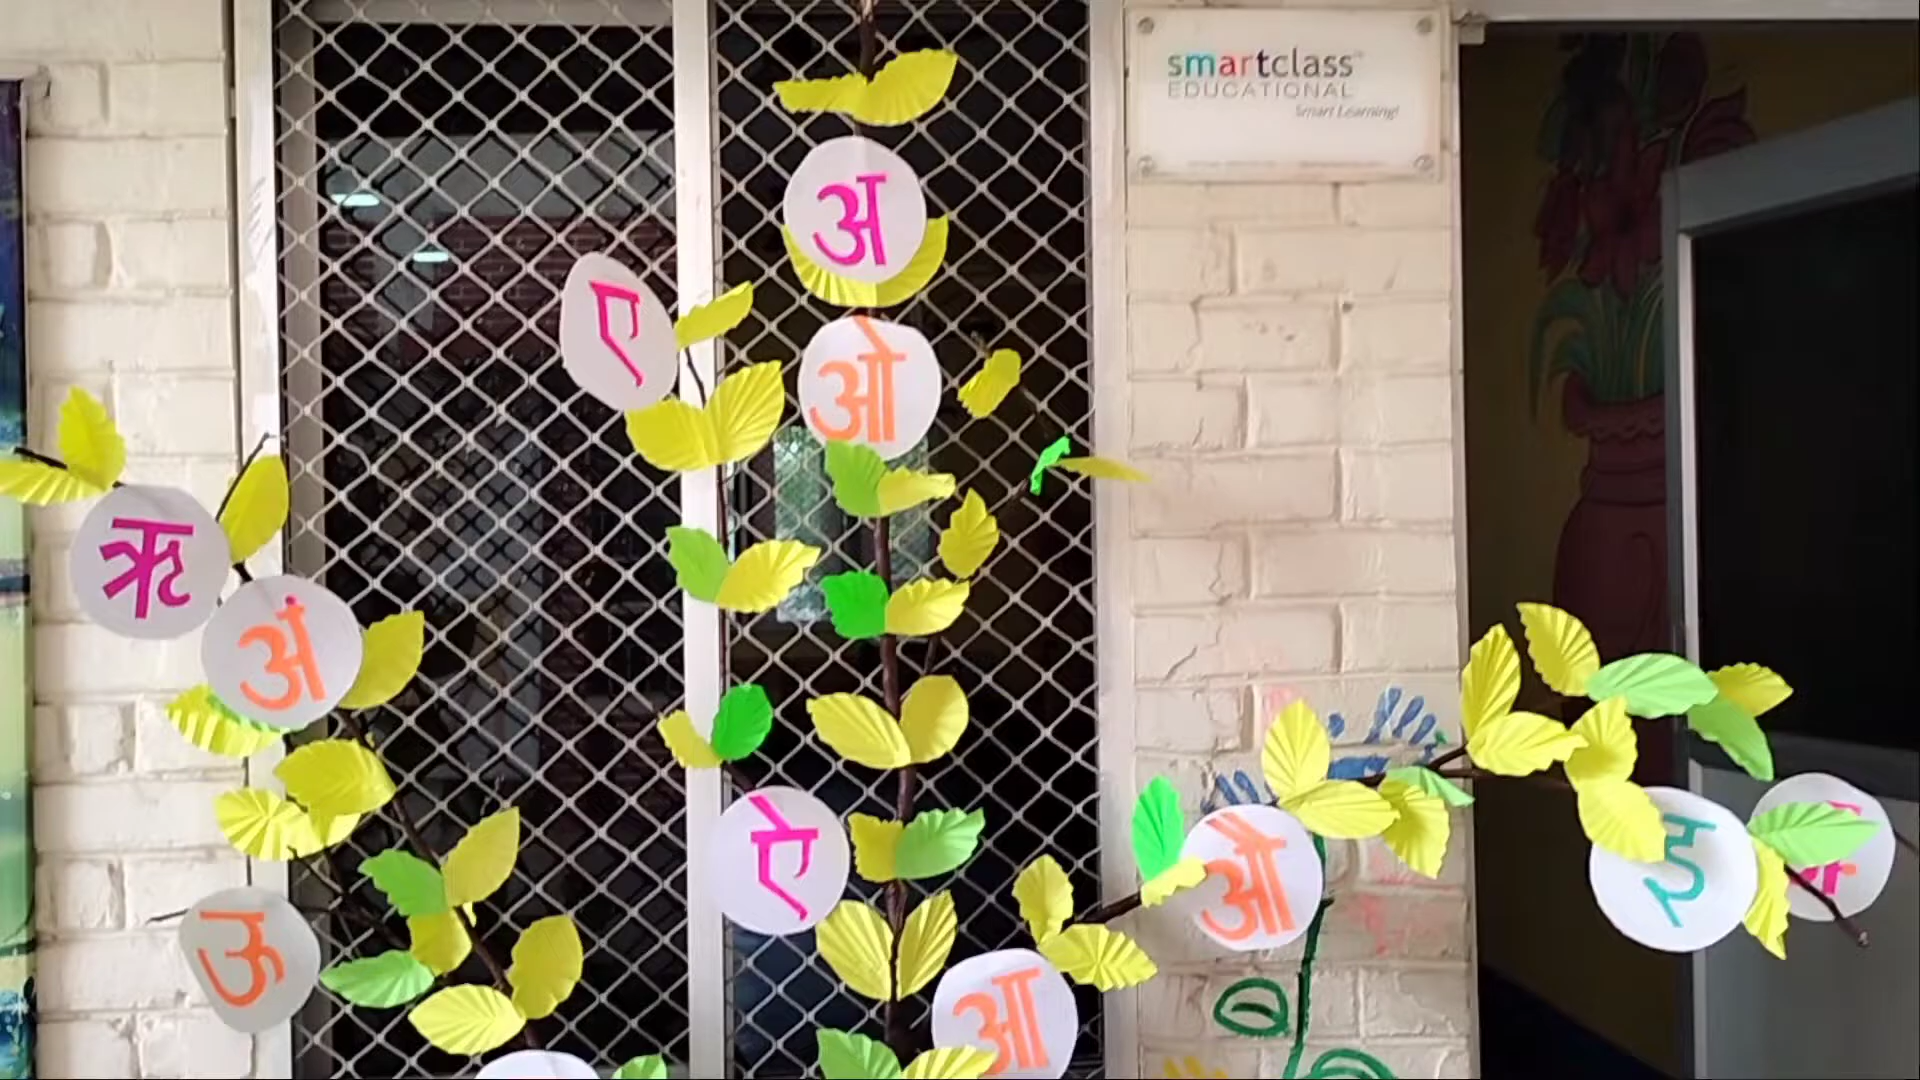 smartclass
EDUCATIONAL
Smart Learning!
अ
ए
ओ
ऋ
अं
ऐ
औ
इ
ऊ
आ